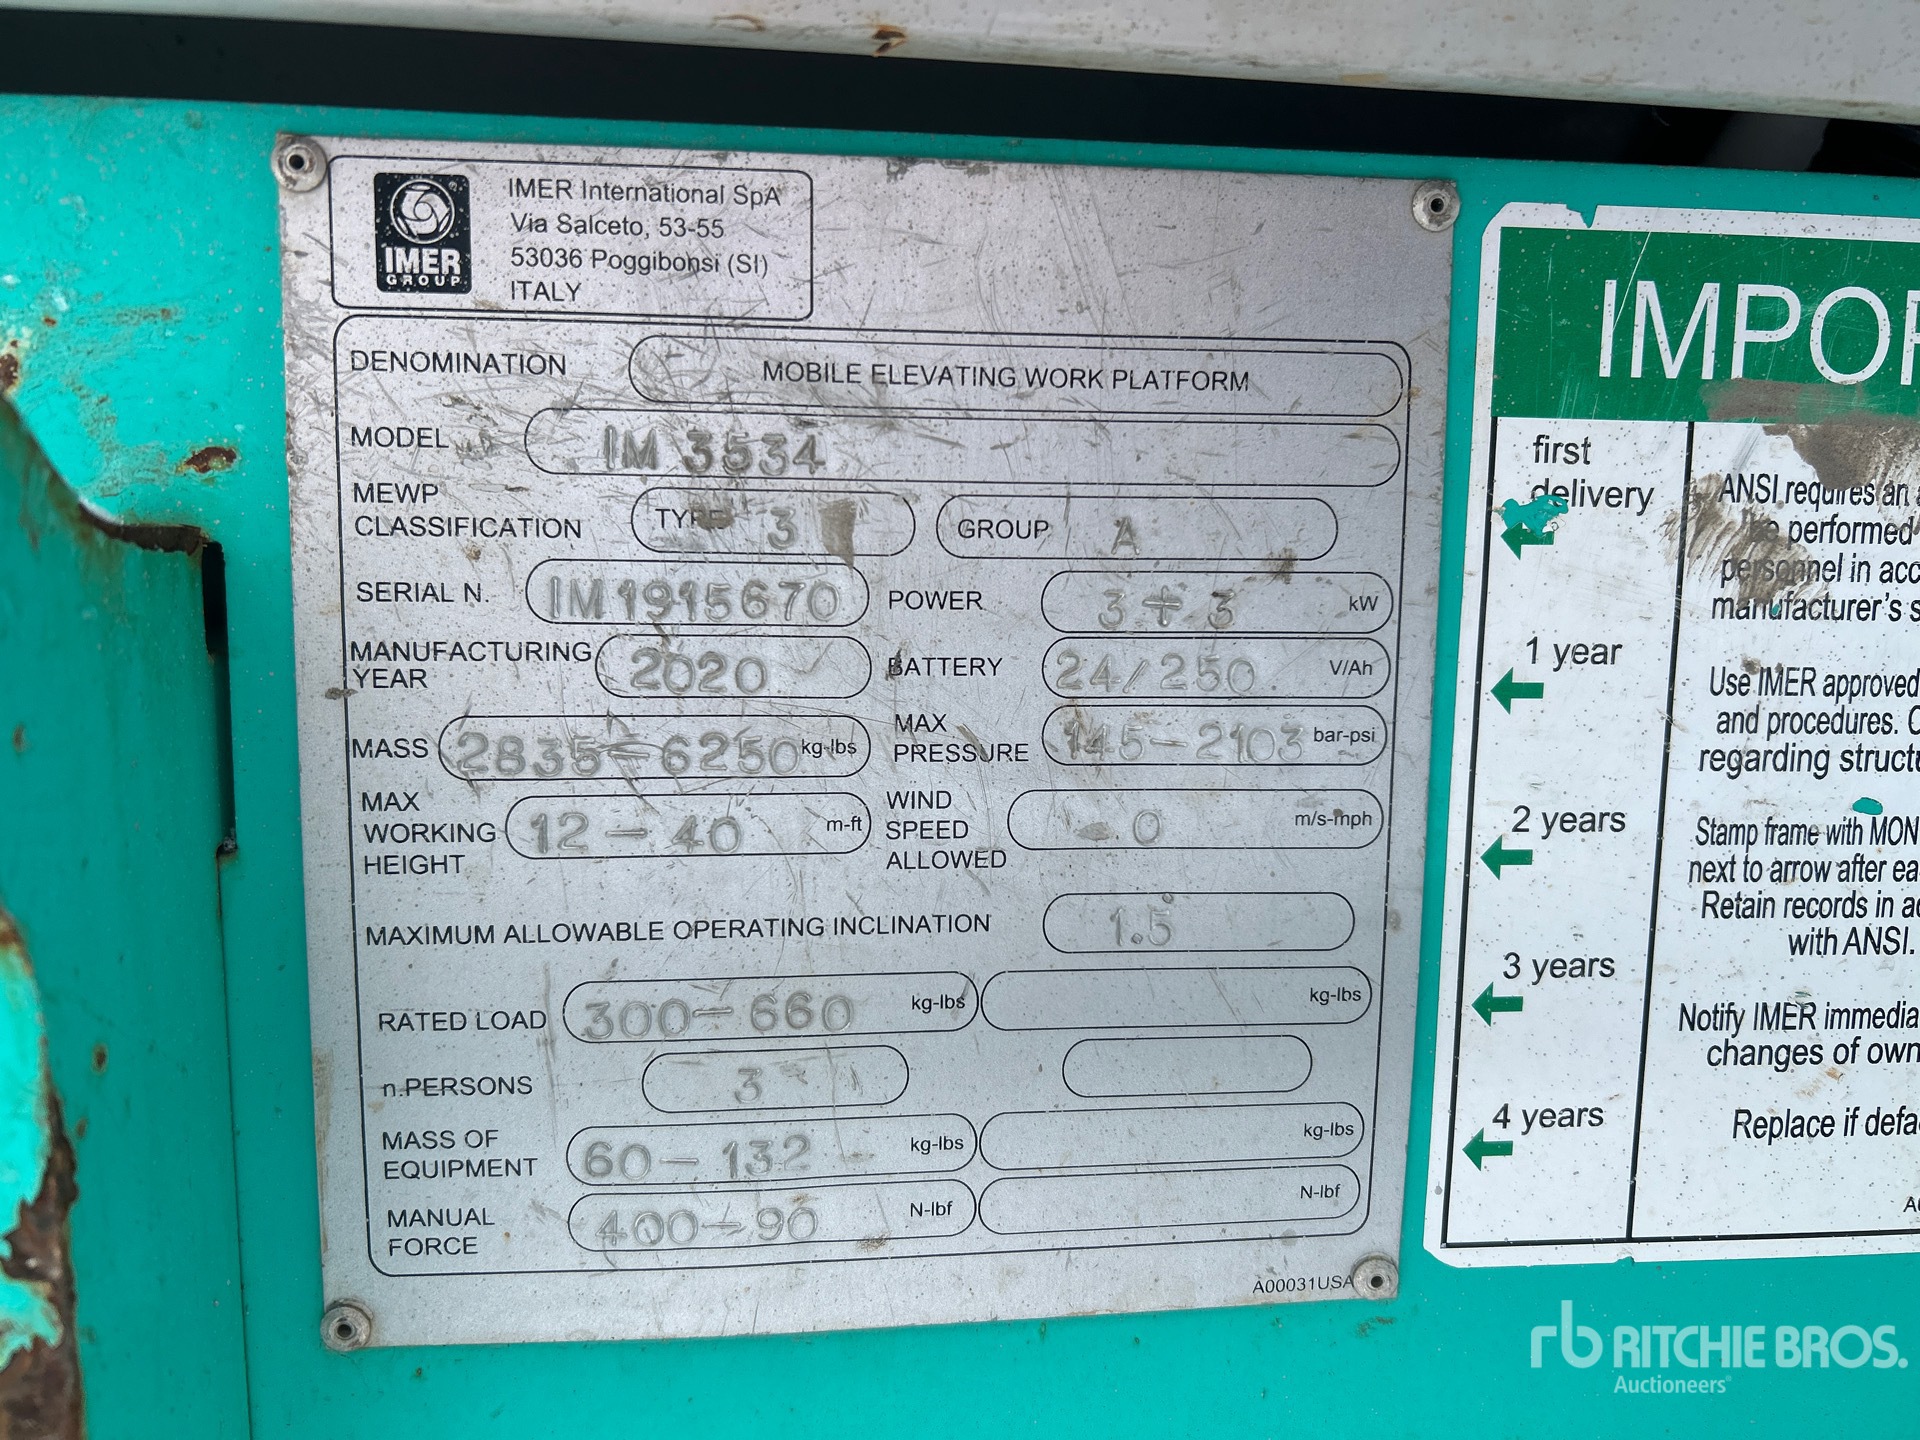 IMER
GROUP
IMER International SpA
Via Salceto, 53-55
53036 Poggibonsi (SI)
ITALY
DENOMINATION MOBILE ELEVATING WORK PLATFORM
MODEL IM 3534
MEWP
CLASSIFICATION TYPE 3 GROUP A
SERIAL N. IM1915670 POWER 3+3 kW
MANUFACTURING
YEAR 2020 BATTERY 24/250 V/Ah
MASS 2835-6250 kg-lbs MAX
PRESSURE 145-2103 bar-psi
MAX
WORKING
HEIGHT 12-40 m-ft WIND
SPEED
ALLOWED 0 m/s-mph
MAXIMUM ALLOWABLE OPERATING INCLINATION 1.5°
RATED LOAD 300-660 kg-lbs kg-lbs
n.PERSONS 3
MASS OF
EQUIPMENT 60-132 kg-lbs kg-lbs
MANUAL
FORCE 400-90 N-lbf N-lbf
A00031USA
IMPOR
first
delivery
1 year
2 years
3 years
4 years
ANSI requires an
be performed
personnel in acc
manufacturer's s
Use IMER approved
and procedures.
regarding structu
Stamp frame with MON
next to arrow after ea
Retain records in ac
with ANSI.
Notify IMER immedia
changes of own
Replace if defa
rb RITCHIE BROS.
Auctioneers